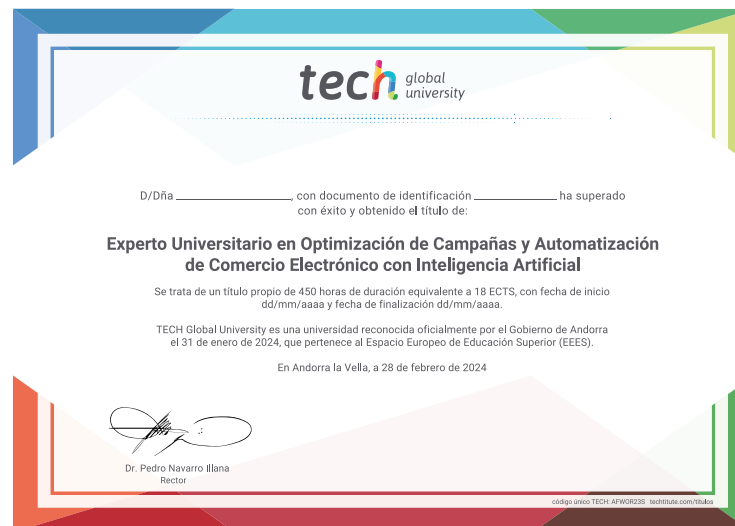 tech global
university
D/Dña ____________, con documento de identificación ____________ ha superado
con éxito y obtenido el título de:
Experto Universitario en Optimización de Campañas y Automatización
de Comercio Electrónico con Inteligencia Artificial
Se trata de un título propio de 450 horas de duración equivalente a 18 ECTS, con fecha de inicio
dd/mm/aaaa y fecha de finalización dd/mm/aaaa.
TECH Global University es una universidad reconocida oficialmente por el Gobierno de Andorra
el 31 de enero de 2024, que pertenece al Espacio Europeo de Educación Superior (EEES).
En Andorra la Vella, a 28 de febrero de 2024
Dr. Pedro Navarro Illana
Rector
código único TECH: AFWOR23S techtitute.com/titulos